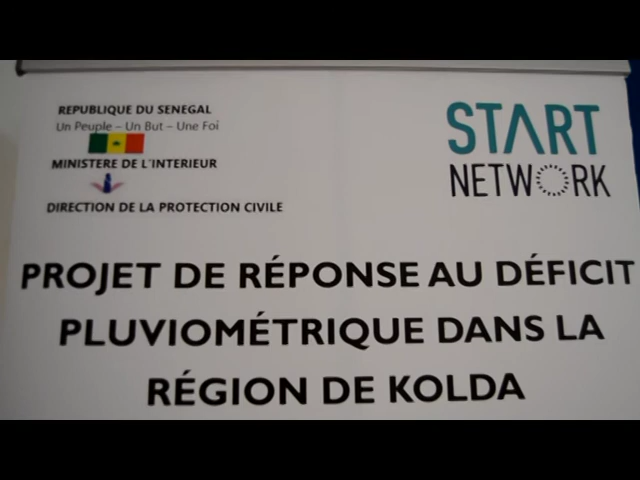 REPUBLIQUE DU SENEGAL
Un Peuple – Un But – Une Foi
MINISTERE DE L'INTERIEUR
DIRECTION DE LA PROTECTION CIVILE
START
NETWORK
PROJET DE RÉPONSE AU DÉFICIT
PLUVIOMÉTRIQUE DANS LA
RÉGION DE KOLDA